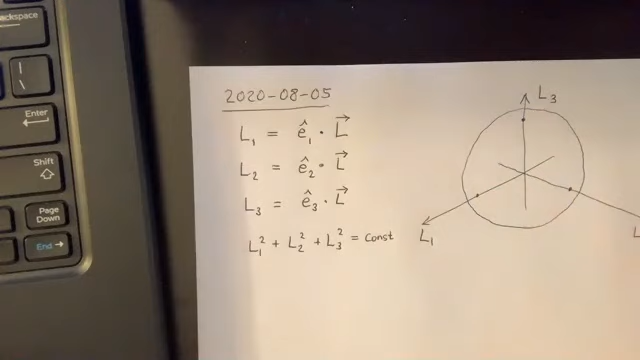 2020-08-05
L₁ = ê₁ · L⃗
L₂ = ê₂ · L⃗
L₃ = ê₃ · L⃗
L₁² + L₂² + L₃² = const
L₃
L₁
L
backspace
|
\
Enter
Shift
Page
Down
End